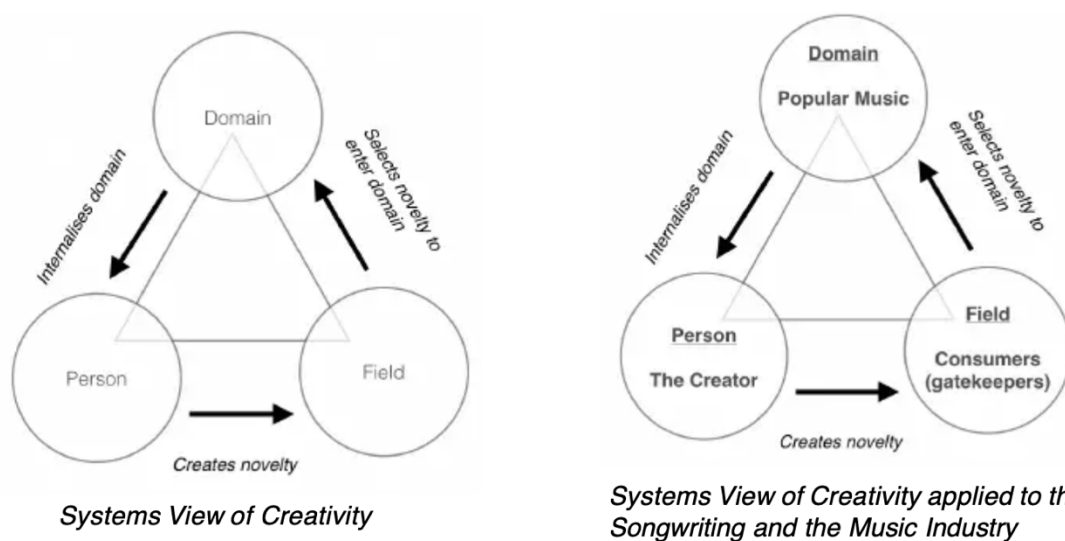 Domain
Internalises domain
Selects novelty to
enter domain
Person
Field
Creates novelty
Systems View of Creativity
Domain
Popular Music
Internalises domain
Selects novelty to
enter domain
Person
The Creator
Field
Consumers
(gatekeepers)
Creates novelty
Systems View of Creativity applied to th
Songwriting and the Music Industry